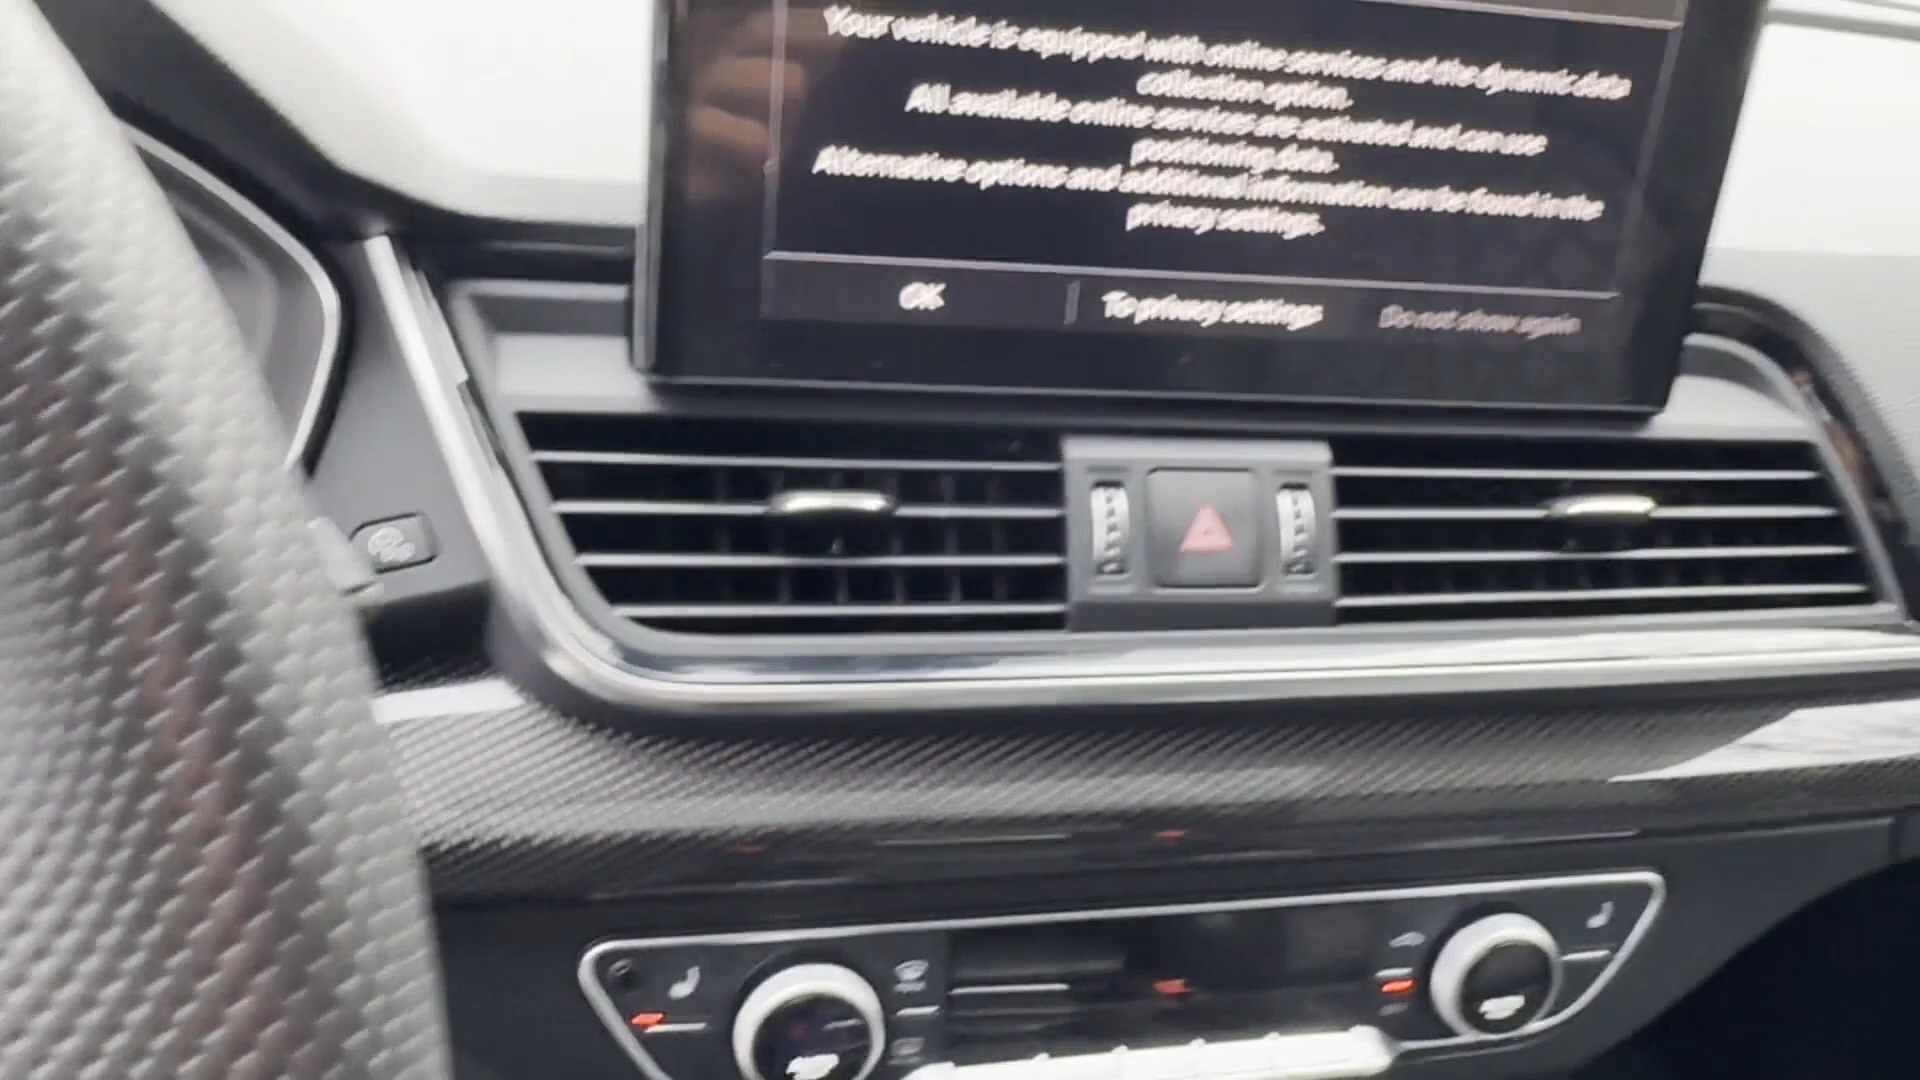 Your vehicle is equipped with online services and the dynamic data
collection option.
All available online services are activated and can use
positioning data.
Alternative options and additional information can be found in the
privacy settings.
OK
To privacy settings
Do not show again